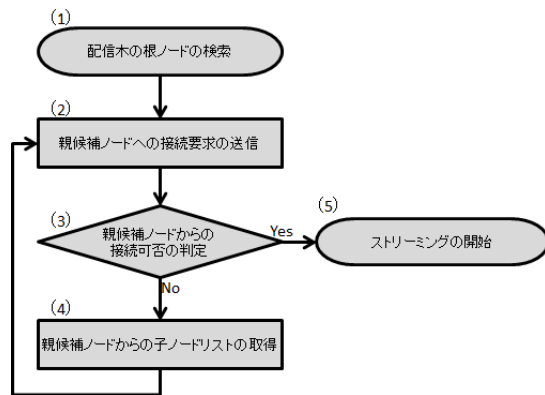 (1)
配信木の根ノードの検索
(2)
親候補ノードへの接続要求の送信
(3)
親候補ノードからの
接続可否の判定
Yes
(5)
ストリーミングの開始
No
(4)
親候補ノードからの子ノードリストの取得